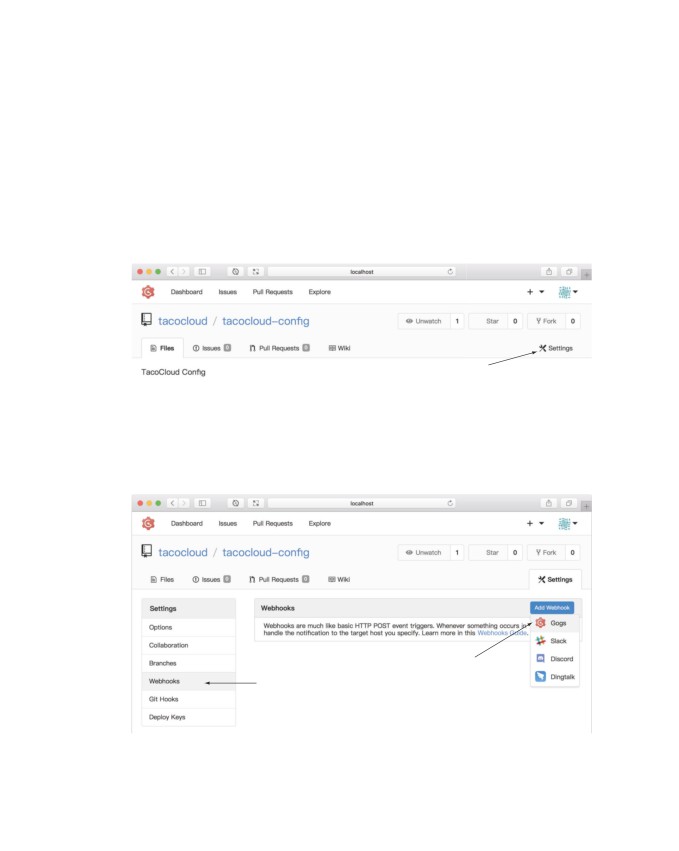 localhost
Dashboard Issues Pull Requests Explore
tacocloud / tacocloud-config
Unwatch 1 Star 0 Fork 0
Files Issues 0 Pull Requests 0 Wiki Settings
TacoCloud Config
localhost
Dashboard Issues Pull Requests Explore
tacocloud / tacocloud-config
Unwatch 1 Star 0 Fork 0
Files Issues 0 Pull Requests 0 Wiki Settings
Settings
Options
Collaboration
Branches
Webhooks
Git Hooks
Deploy Keys
Webhooks
Add Webhook
Webhooks are much like basic HTTP POST event triggers. Whenever something occurs in
handle the notification to the target host you specify. Learn more in this Webhooks Guide.
Gogs
Slack
Discord
Dingtalk